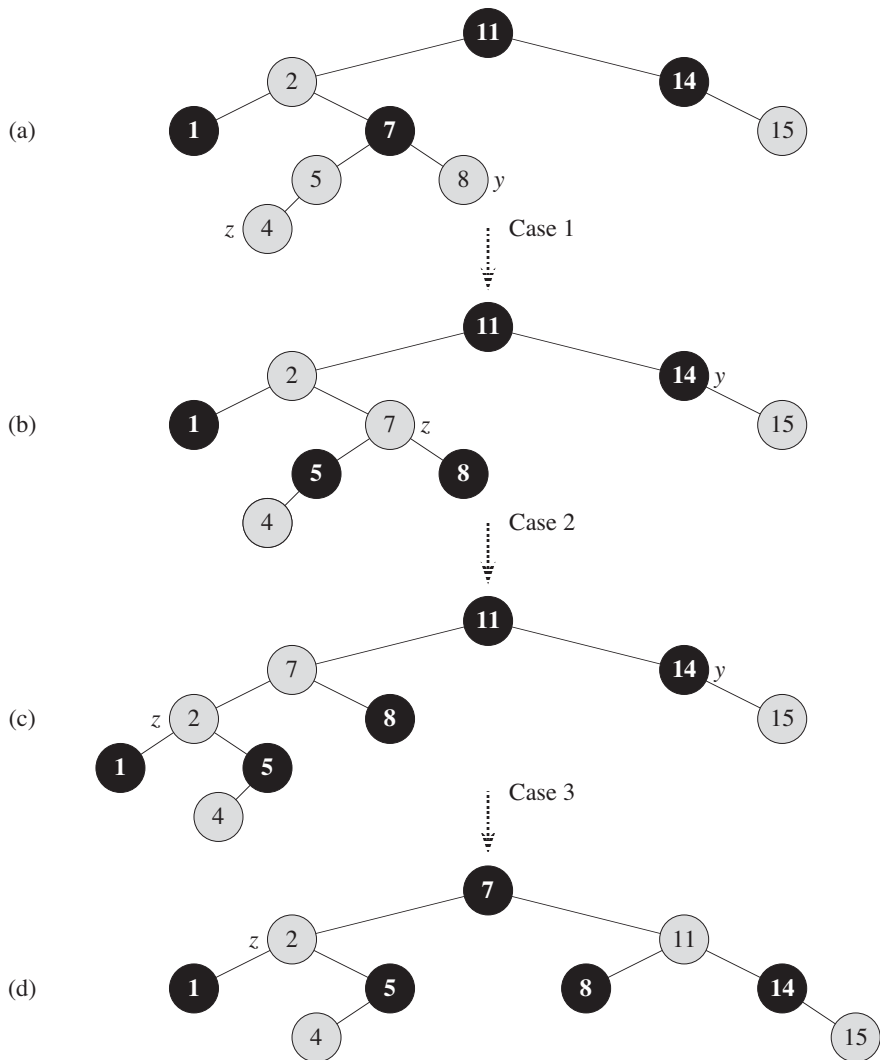 11
2 14
(a) 1 7 15
5 8 y
z 4 Case 1
11
2 14 y
(b) 1 7 z 15
5 8
4 Case 2
11
7 14 y
(c) z 2 8 15
1 5
4 Case 3
7
z 2 11
(d) 1 5 8 14
4 15